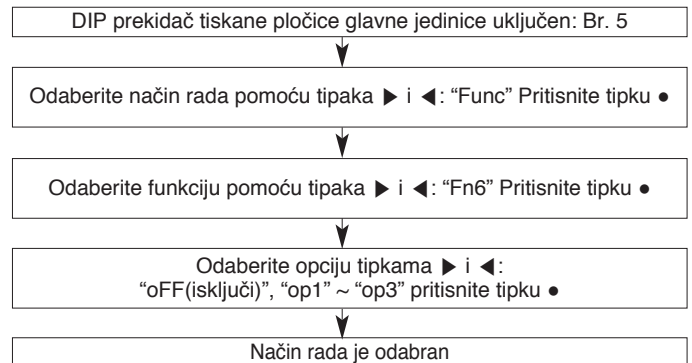 DIP prekidač tiskane pločice glavne jedinice uključen: Br. 5
Odaberite način rada pomoću tipaka ▶ i ◀: “Func” Pritisnite tipku ●
Odaberite funkciju pomoću tipaka ▶ i ◀: “Fn6” Pritisnite tipku ●
Odaberite opciju tipkama ▶ i ◀:
“oFF(isključi)”, “op1” ~ “op3” pritisnite tipku ●
Način rada je odabran